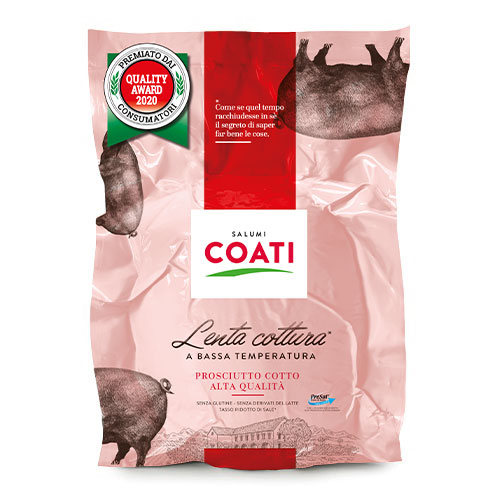 PREMIATO DAI
QUALITY
AWARD
2020
CONSUMATORI
*
Come se quel tempo
racchiudesse in sè
il segreto di saper
far bene le cose.
SALUMI
COATI
Lenta cottura*
A BASSA TEMPERATURA
PROSCIUTTO COTTO
ALTA QUALITÀ
SENZA GLUTINE - SENZA DERIVATI DEL LATTE
TASSO RIDOTTO DI SALE*
PreSal